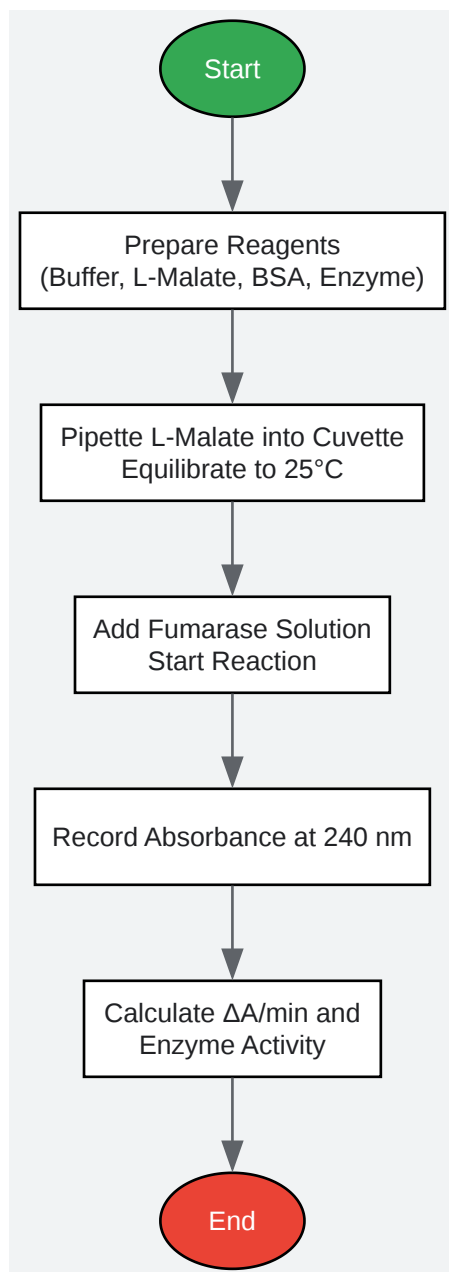 Start
Prepare Reagents
(Buffer, L-Malate, BSA, Enzyme)
Pipette L-Malate into Cuvette
Equilibrate to 25°C
Add Fumarase Solution
Start Reaction
Record Absorbance at 240 nm
Calculate ΔA/min and
Enzyme Activity
End